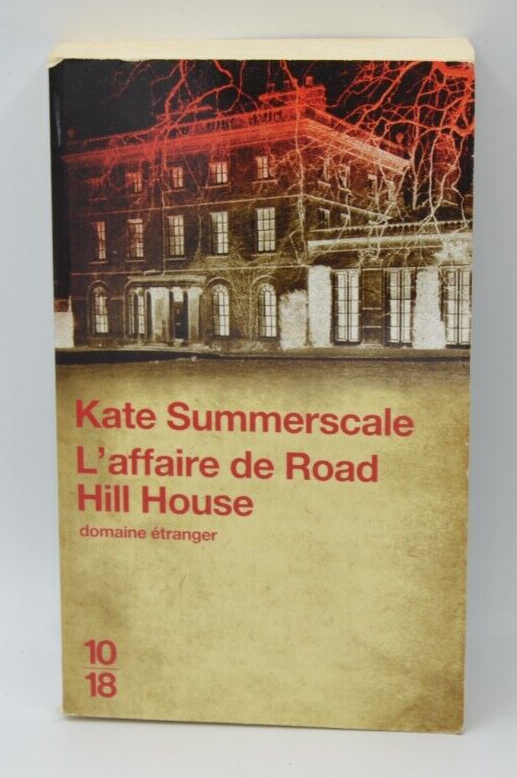 Kate Summerscale
L'affaire de Road
Hill House
domaine étranger
10
18